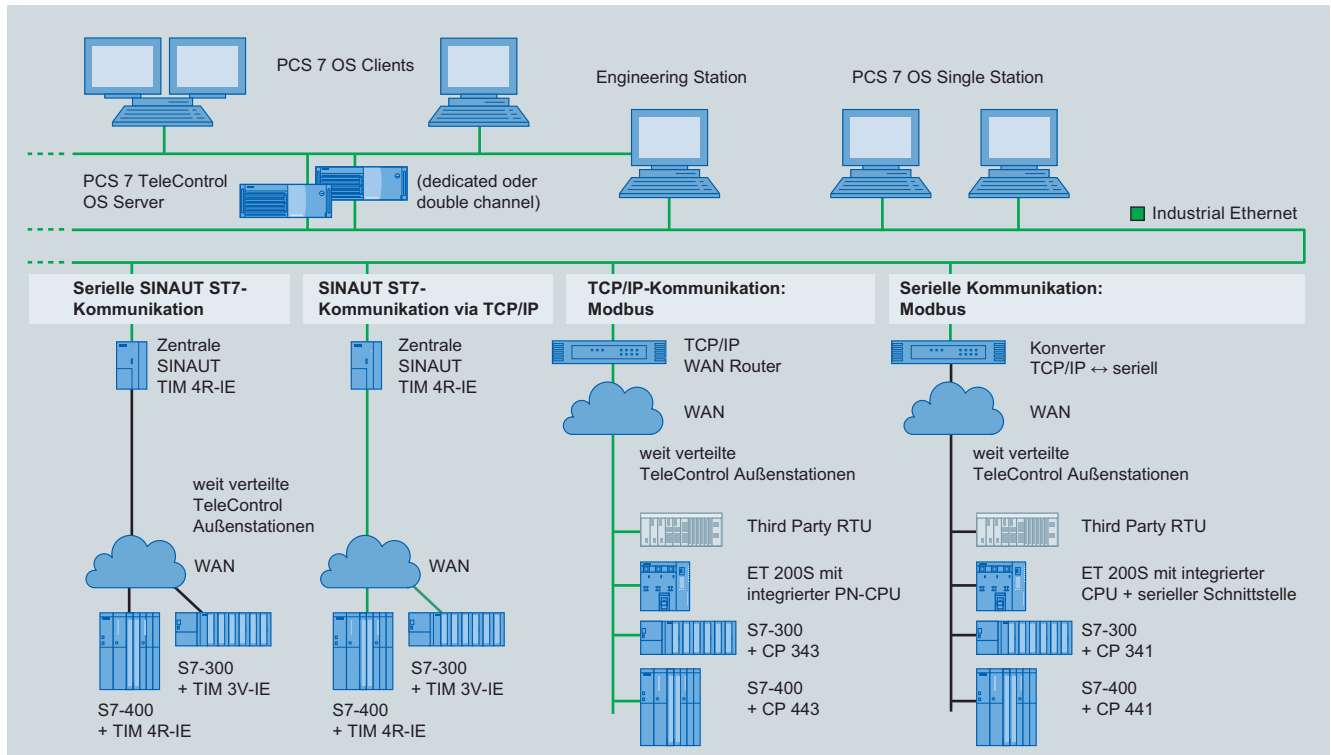 PCS 7 OS Clients
Engineering Station
PCS 7 OS Single Station
PCS 7 TeleControl
OS Server
(dedicated oder
double channel)
Industrial Ethernet
Serielle SINAUT ST7-
Kommunikation
SINAUT ST7-
Kommunikation via TCP/IP
TCP/IP-Kommunikation:
Modbus
Serielle Kommunikation:
Modbus
Zentrale
SINAUT
TIM 4R-IE
weit verteilte
TeleControl
Außenstationen
WAN
S7-300
+ TIM 3V-IE
S7-400
+ TIM 4R-IE
Zentrale
SINAUT
TIM 4R-IE
WAN
S7-300
+ TIM 3V-IE
S7-400
+ TIM 4R-IE
TCP/IP
WAN Router
WAN
weit verteilte
TeleControl Außenstationen
Third Party RTU
ET 200S mit
integrierter PN-CPU
S7-300
+ CP 343
S7-400
+ CP 443
Konverter
TCP/IP ↔ seriell
WAN
weit verteilte
TeleControl Außenstationen
Third Party RTU
ET 200S mit integrierter
CPU + serieller Schnittstelle
S7-300
+ CP 341
S7-400
+ CP 441